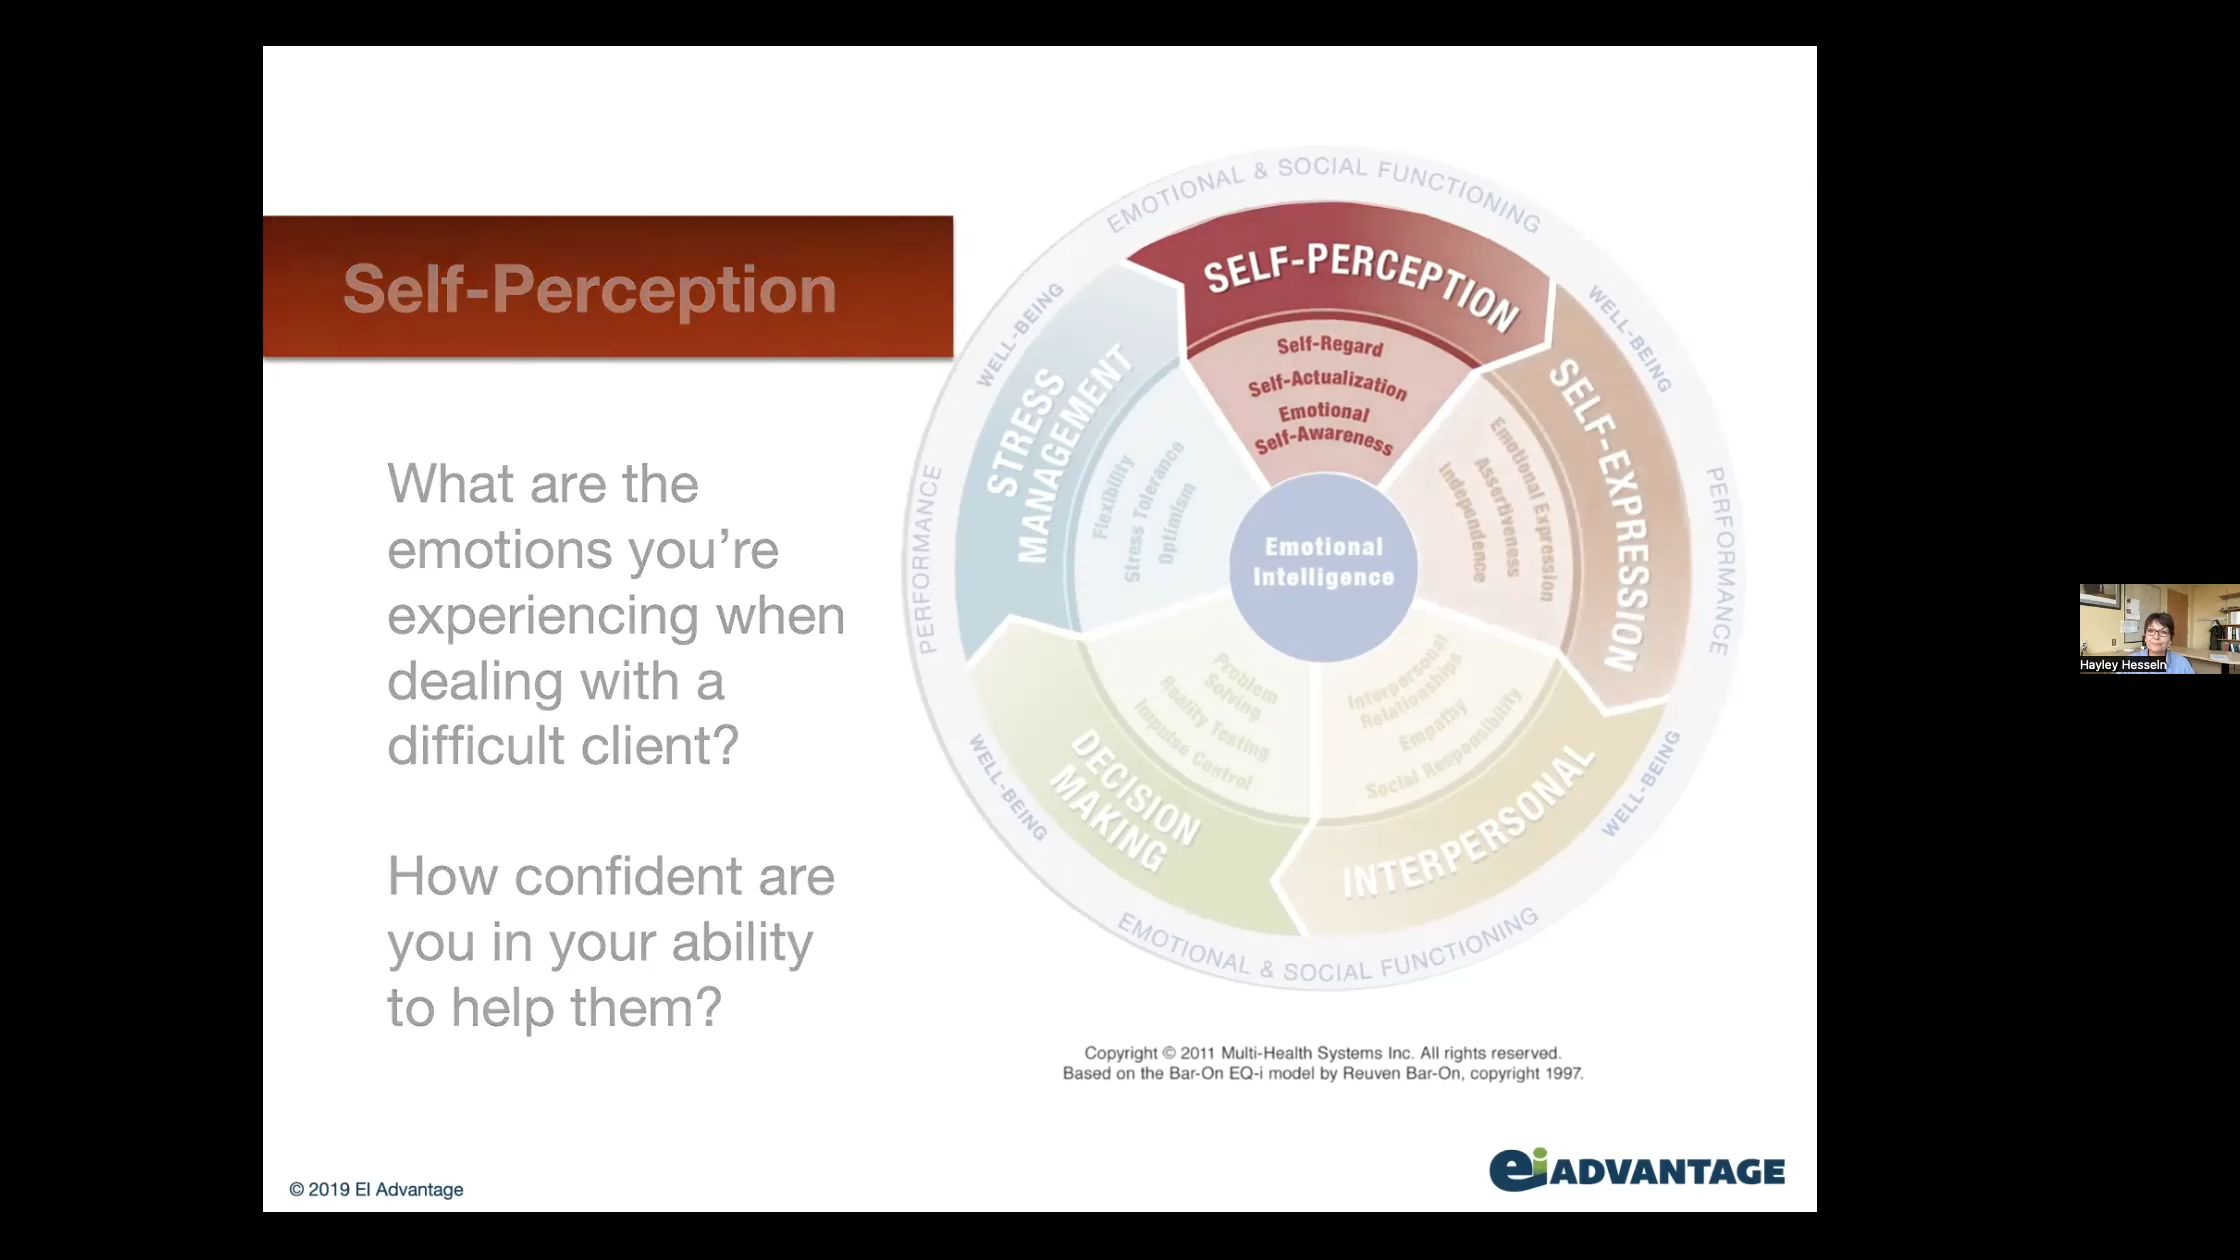 Self-Perception
What are the
emotions you’re
experiencing when
dealing with a
difficult client?
How confident are
you in your ability
to help them?
EMOTIONAL & SOCIAL FUNCTIONING
WELL-BEING
WELL-BEING
PERFORMANCE
PERFORMANCE
WELL-BEING
WELL-BEING
EMOTIONAL & SOCIAL FUNCTIONING
SELF-PERCEPTION
Self-Regard
Self-Actualization
Emotional
Self-Awareness
SELF-EXPRESSION
Emotional Expression
Assertiveness
Independence
INTERPERSONAL
Interpersonal
Relationships
Empathy
Social Responsibility
DECISION
MAKING
Problem
Solving
Reality Testing
Impulse Control
STRESS
MANAGEMENT
Flexibility
Stress Tolerance
Optimism
Emotional
Intelligence
Copyright © 2011 Multi-Health Systems Inc. All rights reserved.
Based on the Bar-On EQ-i model by Reuven Bar-On, copyright 1997.
© 2019 EI Advantage
ei ADVANTAGE
Hayley Hesseln